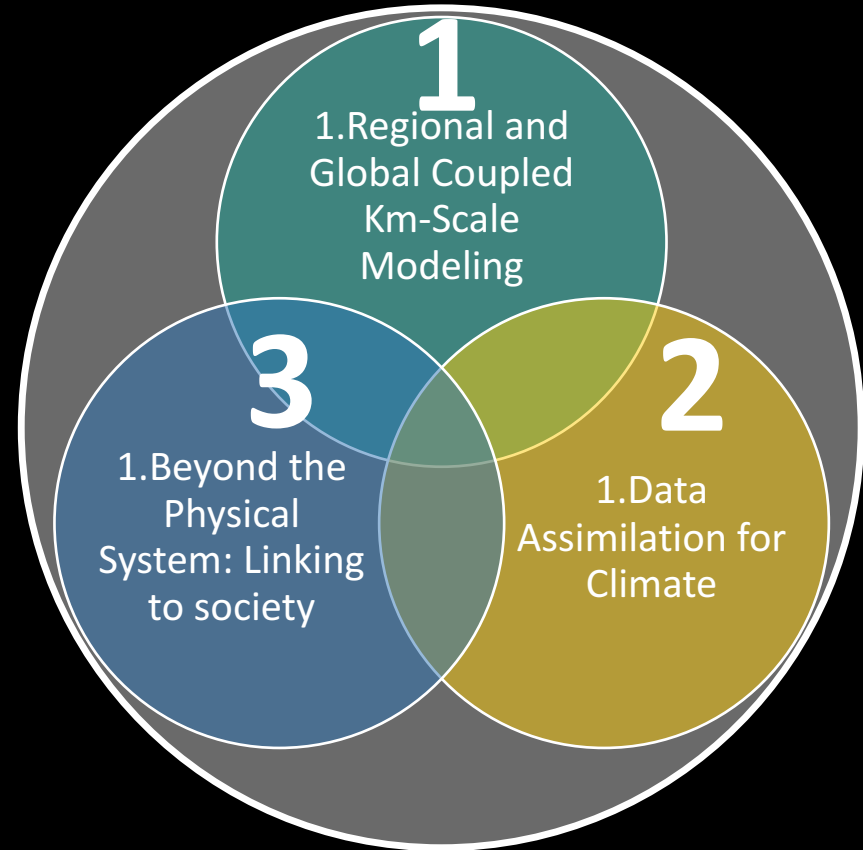 1
1.Regional and
Global Coupled
Km-Scale
Modeling
3
1.Beyond the
Physical
System: Linking
to society
2
1.Data
Assimilation for
Climate